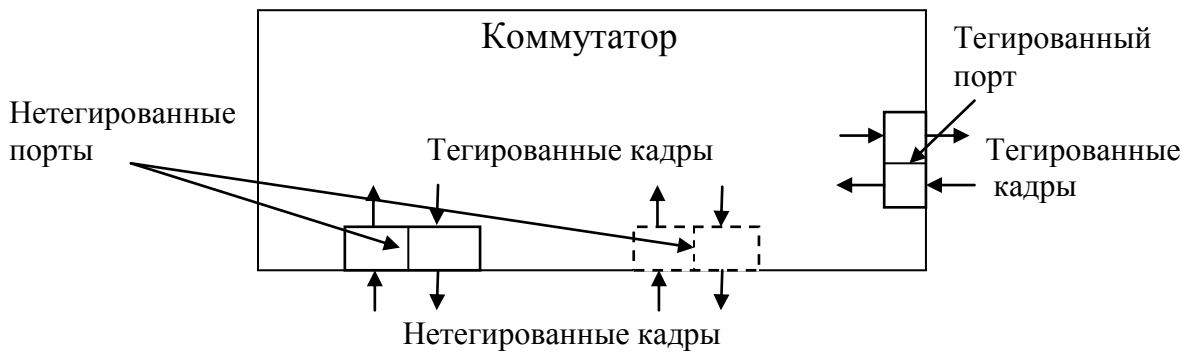 Коммутатор
Тегированный
порт
Нетегированные
порты
Тегированные кадры
Тегированные
кадры
Нетегированные кадры